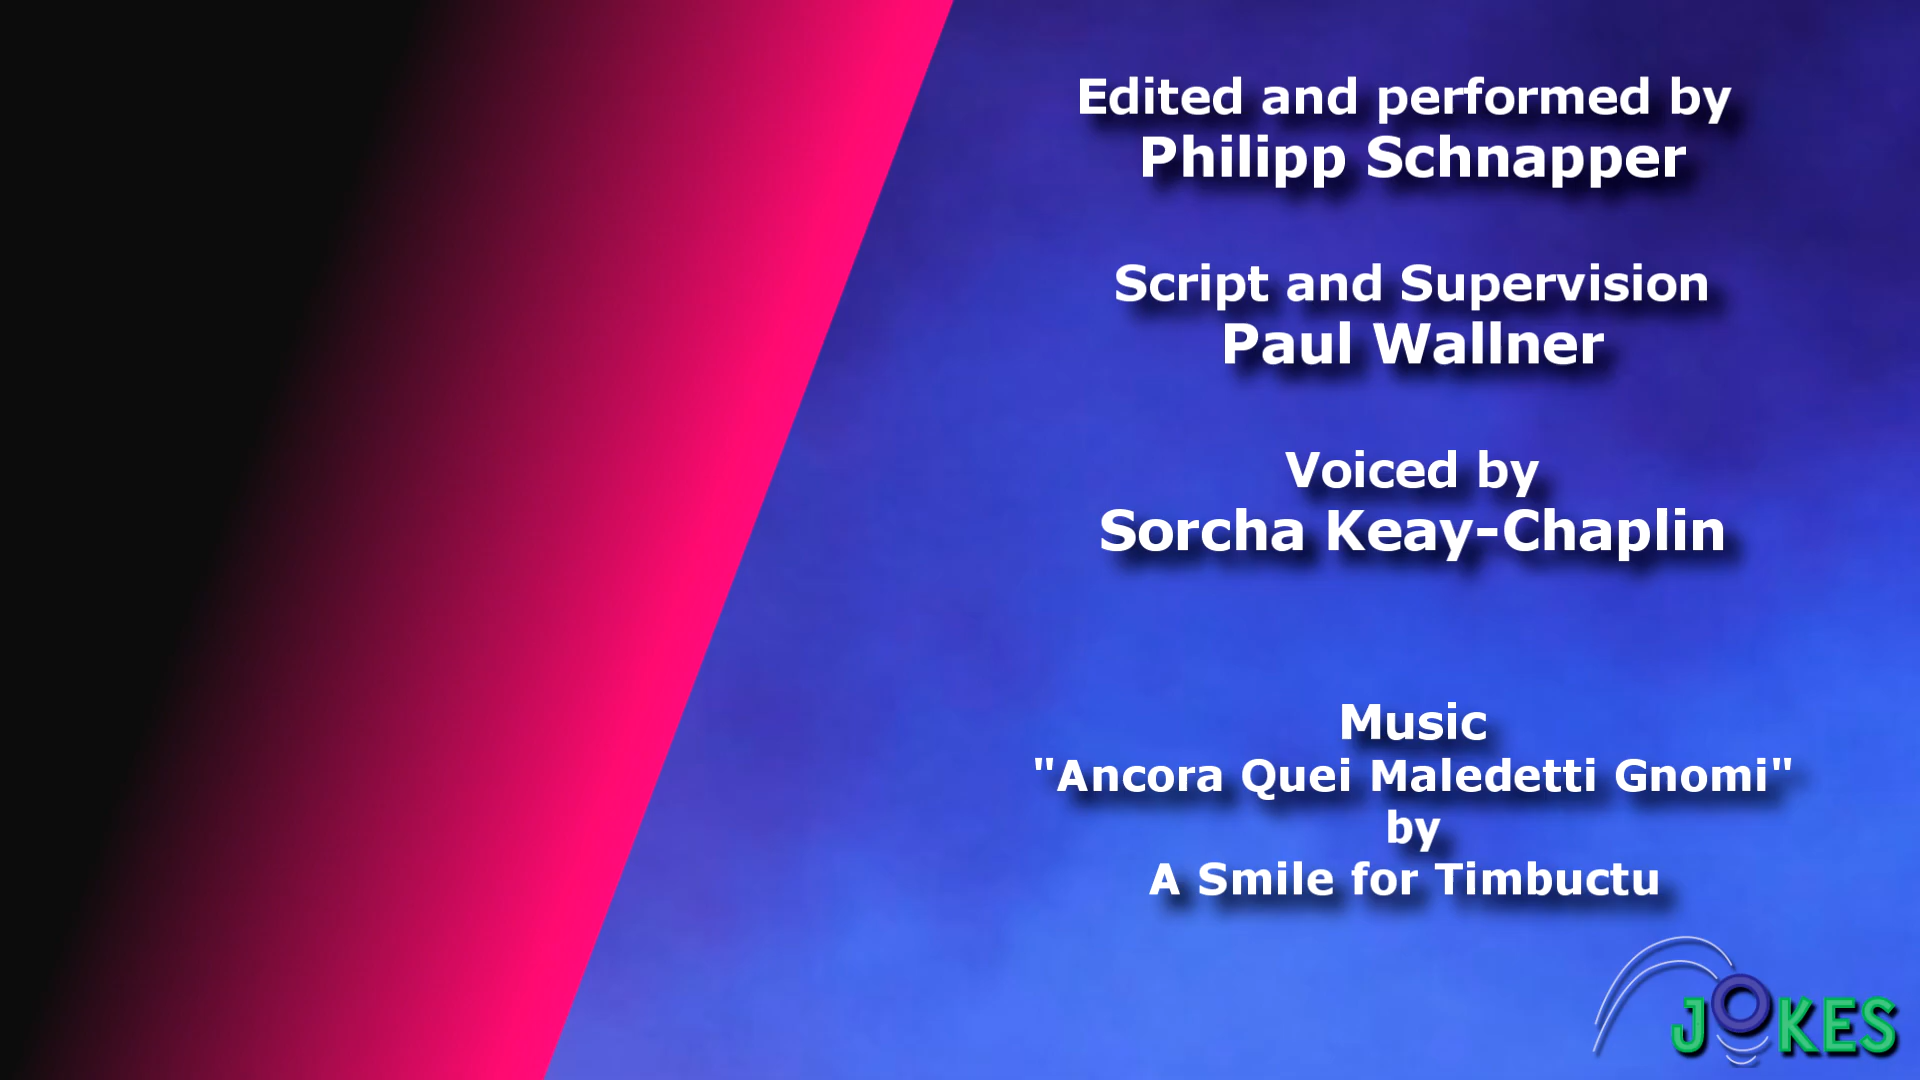 Edited and performed by
Philipp Schnapper
Script and Supervision
Paul Wallner
Voiced by
Sorcha Keay-Chaplin
Music
"Ancora Quei Maledetti Gnomi"
by
A Smile for Timbuctu
JOKES